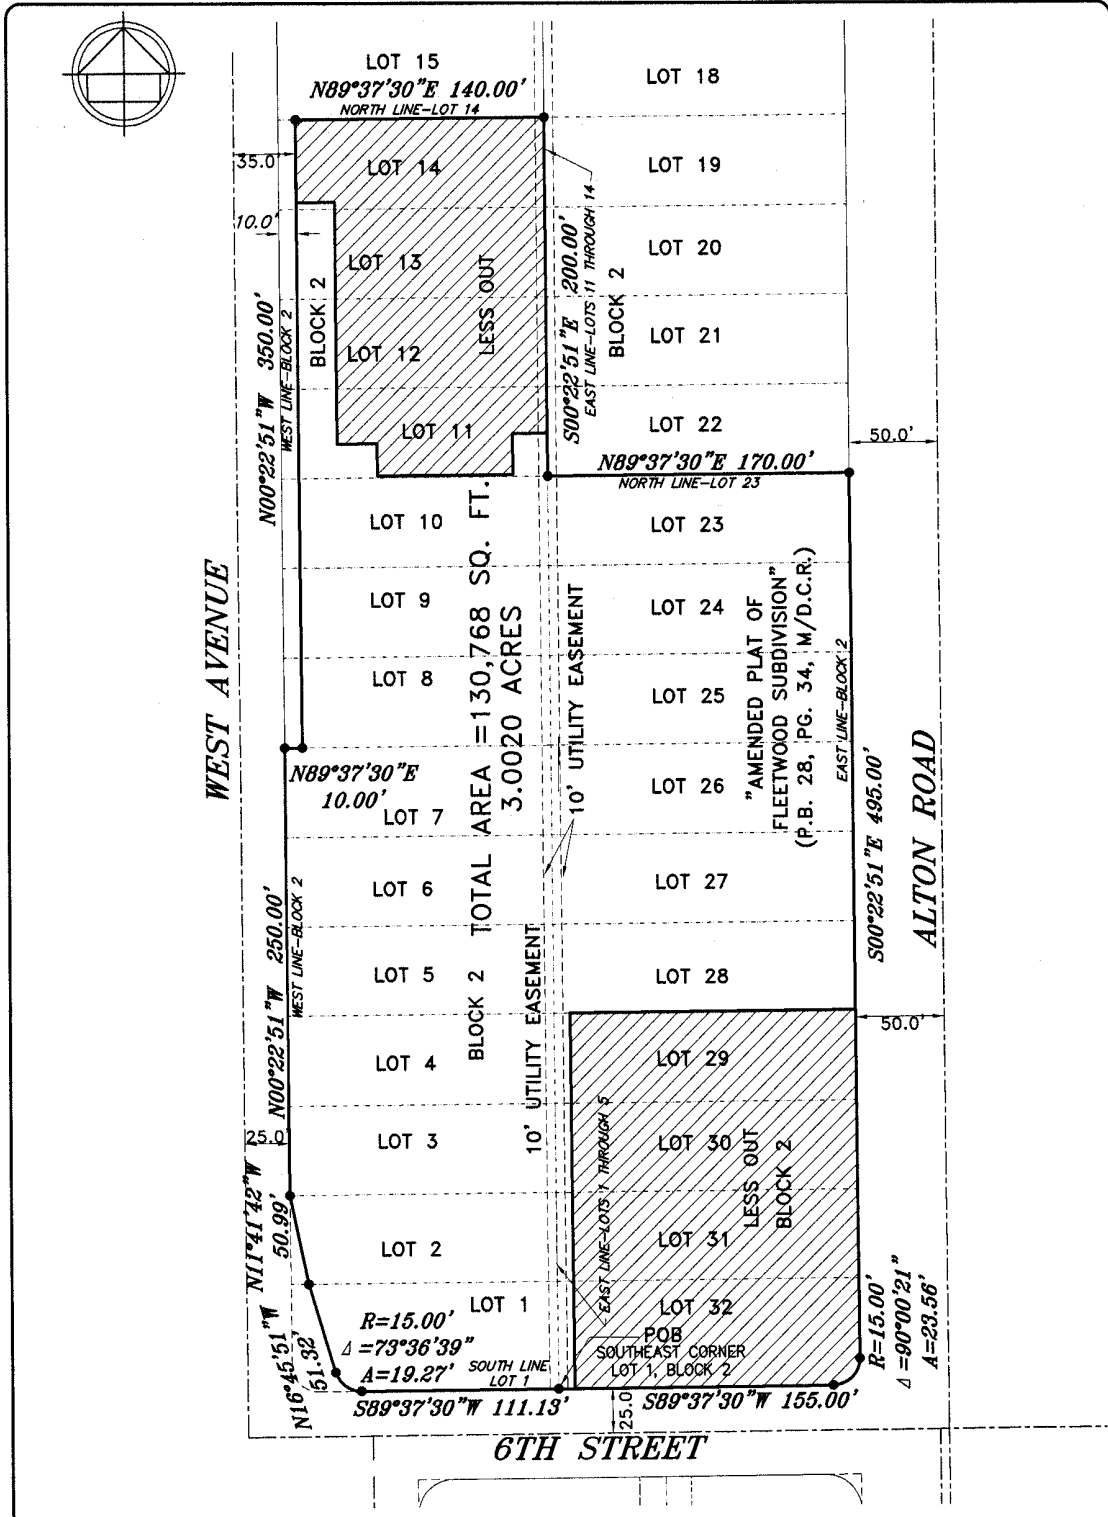 LOT 15
N89°37'30"E 140.00'
NORTH LINE-LOT 14
LOT 18
35.0'
LOT 14
LOT 19
10.0'
LOT 13
LOT 20
BLOCK 2
LESS OUT
S00°22'51"E 200.00'
EAST LINE-LOTS 11 THROUGH 14
BLOCK 2
LOT 12
LOT 21
N00°22'51"W 350.00'
WEST LINE-BLOCK 2
LOT 11
LOT 22
50.0'
N89°37'30"E 170.00'
NORTH LINE-LOT 23
LOT 10
LOT 23
LOT 9
LOT 24
LOT 8
LOT 25
WEST AVENUE
TOTAL AREA =130,768 SQ. FT.
3.0020 ACRES
10' UTILITY EASEMENT
"AMENDED PLAT OF
FLEETWOOD SUBDIVISION"
(P.B. 28, PG. 34, M/D.C.R.)
EAST LINE-BLOCK 2
N89°37'30"E
10.00'
LOT 7
LOT 26
S00°22'51"E 495.00'
ALTON ROAD
LOT 6
LOT 27
N00°22'51"W 250.00'
WEST LINE-BLOCK 2
LOT 5
BLOCK 2
10' UTILITY EASEMENT
LOT 28
50.0'
LOT 4
LOT 29
25.0'
LOT 3
EAST LINE-LOTS 1 THROUGH 5
LOT 30
LESS OUT
BLOCK 2
N11°41'42"W
50.99'
LOT 2
LOT 31
LOT 1
LOT 32
N16°45'51"W
51.32'
R=15.00'
Δ =73°36'39"
A=19.27'
SOUTH LINE
LOT 1
POB
SOUTHEAST CORNER
LOT 1, BLOCK 2
R=15.00'
Δ =90°00'21"
A=23.56'
S89°37'30"W 111.13'
25.0'
S89°37'30"W 155.00'
6TH STREET